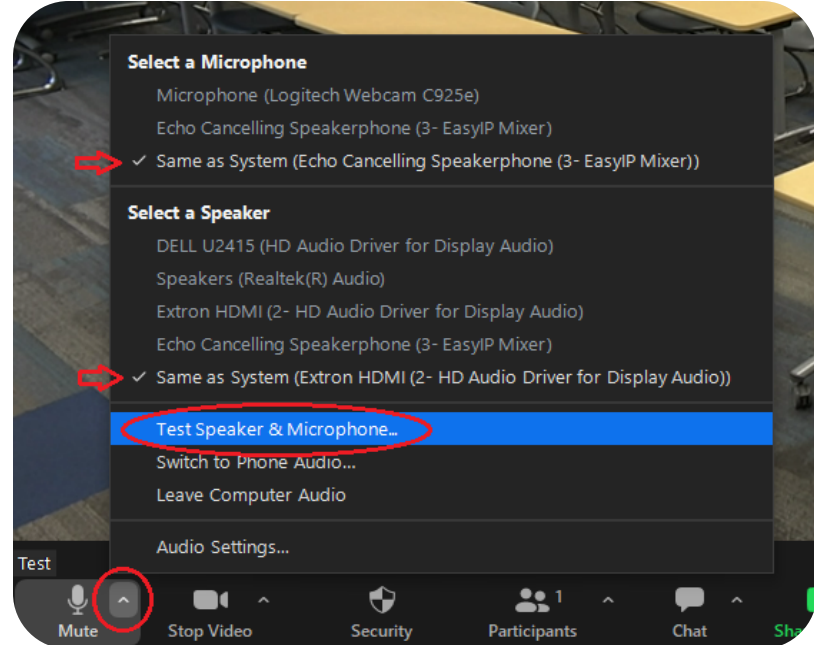 Select a Microphone
Microphone (Logitech Webcam C925e)
Echo Cancelling Speakerphone (3- EasyIP Mixer)
✓ Same as System (Echo Cancelling Speakerphone (3- EasyIP Mixer))
Select a Speaker
DELL U2415 (HD Audio Driver for Display Audio)
Speakers (Realtek(R) Audio)
Extron HDMI (2- HD Audio Driver for Display Audio)
Echo Cancelling Speakerphone (3- EasyIP Mixer)
✓ Same as System (Extron HDMI (2- HD Audio Driver for Display Audio))
Test Speaker & Microphone...
Switch to Phone Audio...
Leave Computer Audio
Audio Settings...
Test
1
Mute Stop Video Security Participants Chat